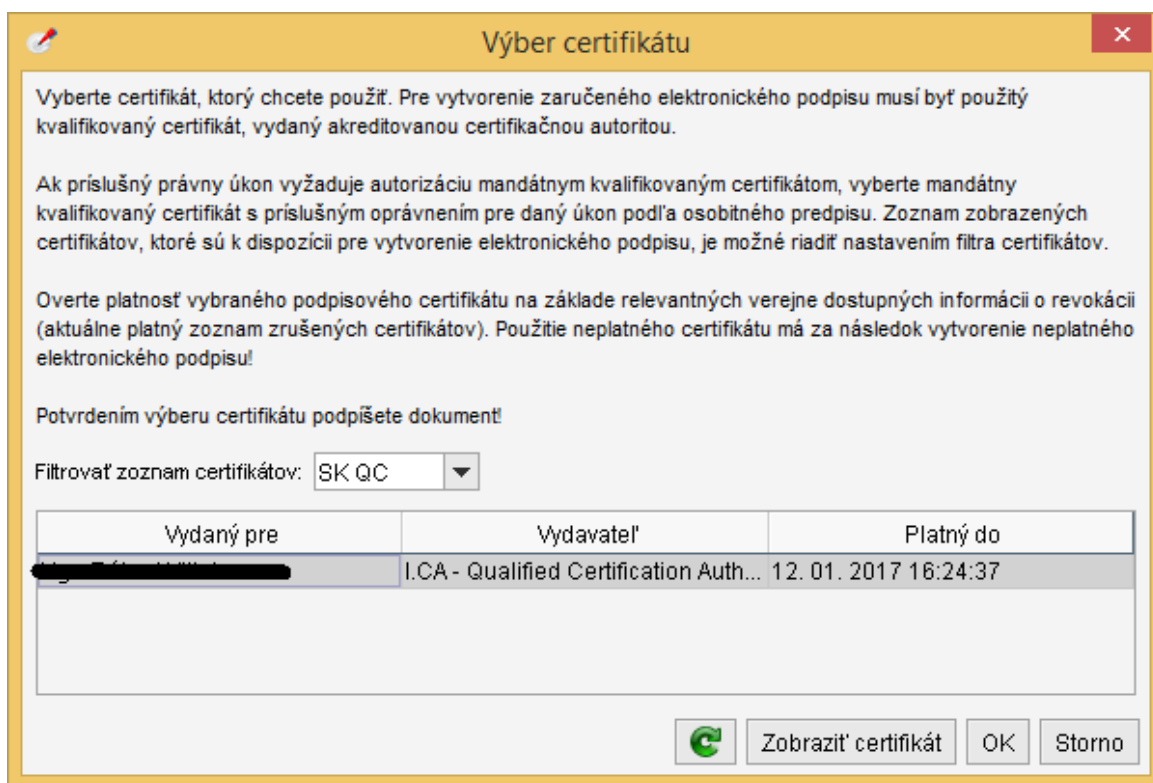 Výber certifikátu
Vyberte certifikát, ktorý chcete použiť. Pre vytvorenie zaručeného elektronického podpisu musí byť použitý
kvalifikovaný certifikát, vydaný akreditovanou certifikačnou autoritou.
Ak príslušný právny úkon vyžaduje autorizáciu mandátnym kvalifikovaným certifikátom, vyberte mandátny
kvalifikovaný certifikát s príslušným oprávnením pre daný úkon podľa osobitného predpisu. Zoznam zobrazených
certifikátov, ktoré sú k dispozícii pre vytvorenie elektronického podpisu, je možné riadiť nastavením filtra certifikátov.
Overte platnosť vybraného podpisového certifikátu na základe relevantných verejne dostupných informácii o revokácii
(aktuálne platný zoznam zrušených certifikátov). Použitie neplatného certifikátu má za následok vytvorenie neplatného
elektronického podpisu!
Potvrdením výberu certifikátu podpíšete dokument!
Filtrovať zoznam certifikátov: SK QC
Vydaný pre Vydavateľ Platný do
I.CA - Qualified Certification Auth... 12. 01. 2017 16:24:37
Zobraziť certifikát OK Storno